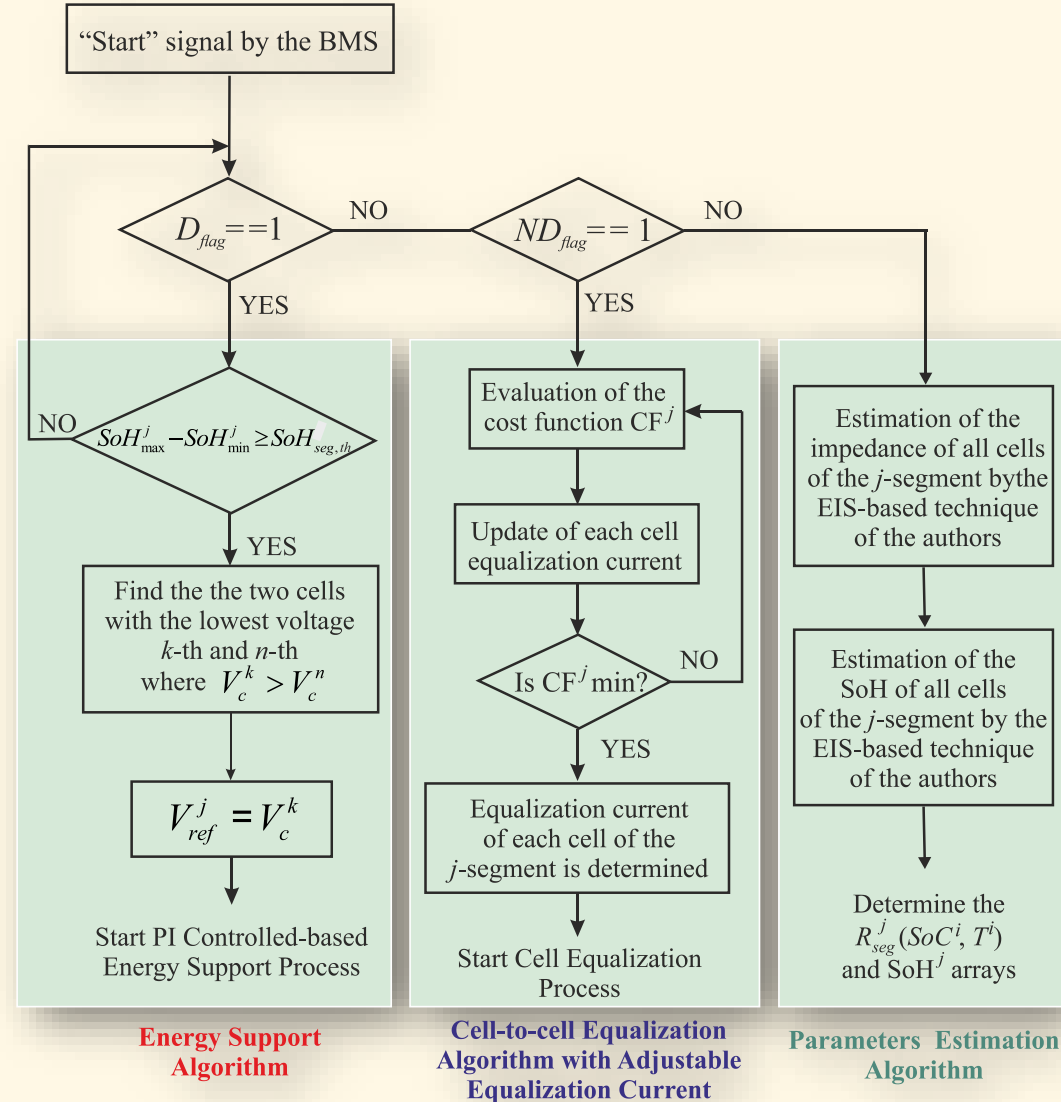 “Start” signal by the BMS
D_flag==1
NO
ND_flag== 1
NO
YES
YES
NO
SoH^j_max – SoH^j_min ≥ SoH_seg,th
YES
Find the the two cells
with the lowest voltage
k-th and n-th
where V_c^k > V_c^n
V_ref^j = V_c^k
Start PI Controlled-based
Energy Support Process
Energy Support
Algorithm
Evaluation of the
cost function CF^j
Update of each cell
equalization current
Is CF^j min?
NO
YES
Equalization current
of each cell of the
j-segment is determined
Start Cell Equalization
Process
Cell-to-cell Equalization
Algorithm with Adjustable
Equalization Current
Estimation of the
impedance of all cells
of the j-segment bythe
EIS-based technique
of the authors
Estimation of the
SoH of all cells
of the j-segment by the
EIS-based technique
of the authors
Determine the
R_seg^j (SoC^i, T^i)
and SoH^j arrays
Parameters Estimation
Algorithm